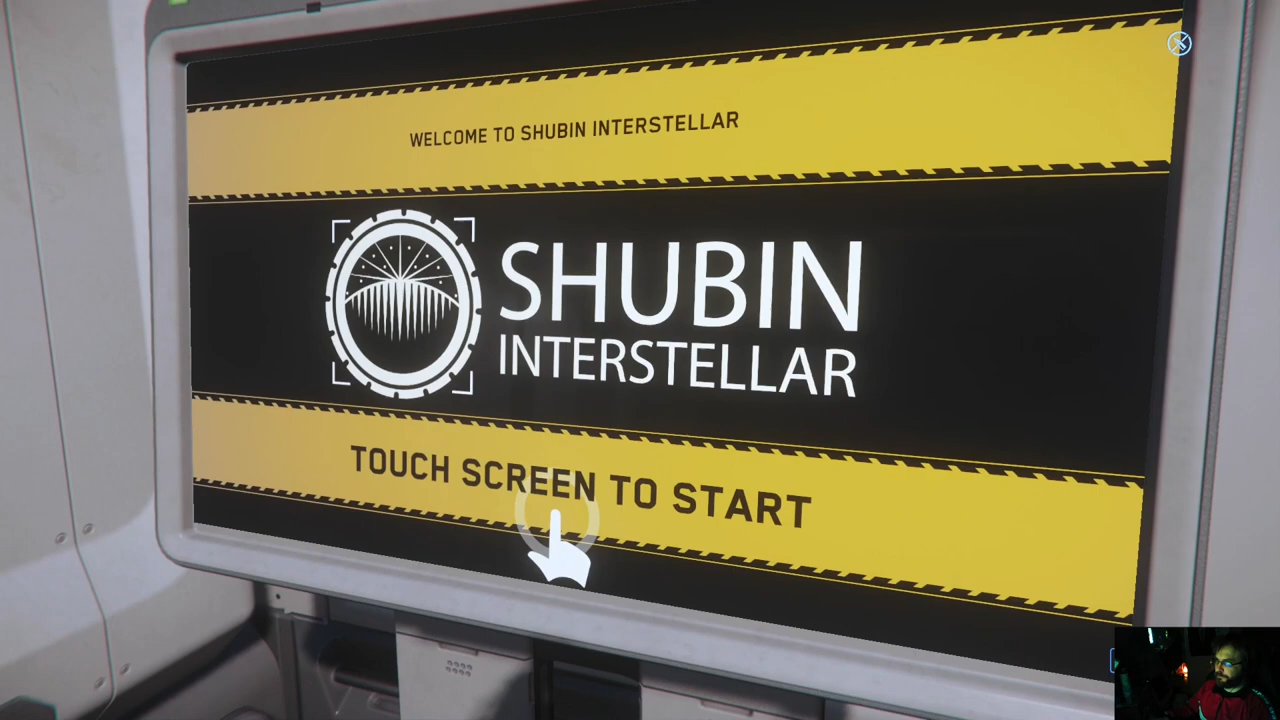 WELCOME TO SHUBIN INTERSTELLAR
SHUBIN
INTERSTELLAR
TOUCH SCREEN TO START